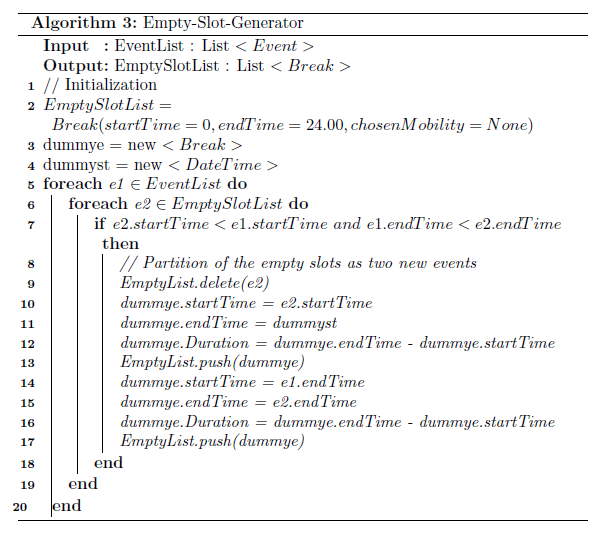 Algorithm 3: Empty-Slot-Generator
Input : EventList : List < Event >
Output: EmptySlotList : List < Break >
1 // Initialization
2 EmptySlotList =
Break(startTime = 0, endTime = 24.00, chosenMobility = None)
3 dummye = new < Break >
4 dummyst = new < DateTime >
5 foreach e1 ∈ EventList do
6 foreach e2 ∈ EmptySlotList do
7 if e2.startTime < e1.startTime and e1.endTime < e2.endTime
then
8 // Partition of the empty slots as two new events
9 EmptyList.delete(e2)
10 dummye.startTime = e2.startTime
11 dummye.endTime = dummyst
12 dummye.Duration = dummye.endTime - dummye.startTime
13 EmptyList.push(dummye)
14 dummye.startTime = e1.endTime
15 dummye.endTime = e2.endTime
16 dummye.Duration = dummye.endTime - dummye.startTime
17 EmptyList.push(dummye)
18 end
19 end
20 end